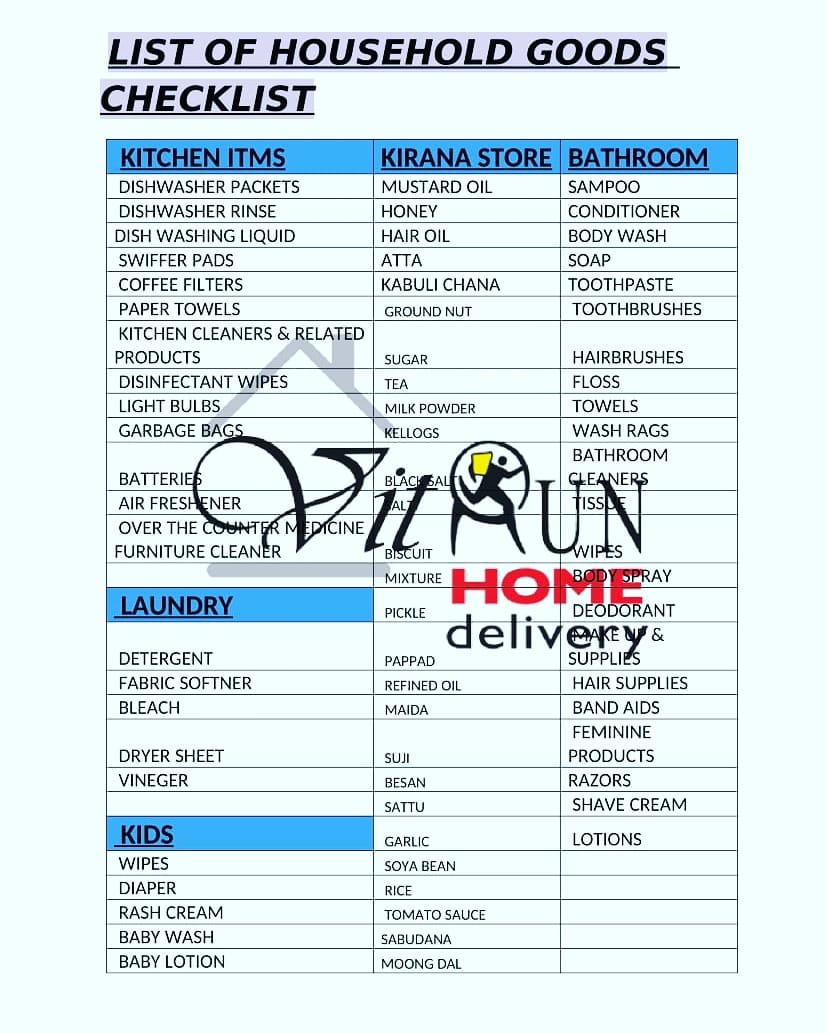 LIST OF HOUSEHOLD GOODS
CHECKLIST
KITCHEN ITMS KIRANA STORE BATHROOM
DISHWASHER PACKETS MUSTARD OIL SAMPOO
DISHWASHER RINSE HONEY CONDITIONER
DISH WASHING LIQUID HAIR OIL BODY WASH
SWIFFER PADS ATTA SOAP
COFFEE FILTERS KABULI CHANA TOOTHPASTE
PAPER TOWELS GROUND NUT TOOTHBRUSHES
KITCHEN CLEANERS & RELATED
PRODUCTS SUGAR HAIRBRUSHES
DISINFECTANT WIPES TEA FLOSS
LIGHT BULBS MILK POWDER TOWELS
GARBAGE BAGS KELLOGS WASH RAGS
BATHROOM
BATTERIES BLACK SALT CLEANERS
AIR FRESHENER SALT TISSUE
OVER THE COUNTER MEDICINE
FURNITURE CLEANER BISCUIT WIPES
MIXTURE BODY SPRAY
LAUNDRY PICKLE DEODORANT
MAKE UP &
DETERGENT PAPPAD SUPPLIES
FABRIC SOFTNER REFINED OIL HAIR SUPPLIES
BLEACH MAIDA BAND AIDS
FEMININE
DRYER SHEET SUJI PRODUCTS
VINEGER BESAN RAZORS
SATTU SHAVE CREAM
KIDS GARLIC LOTIONS
WIPES SOYA BEAN
DIAPER RICE
RASH CREAM TOMATO SAUCE
BABY WASH SABUDANA
BABY LOTION MOONG DAL
Vit RUN
HOME
delivery